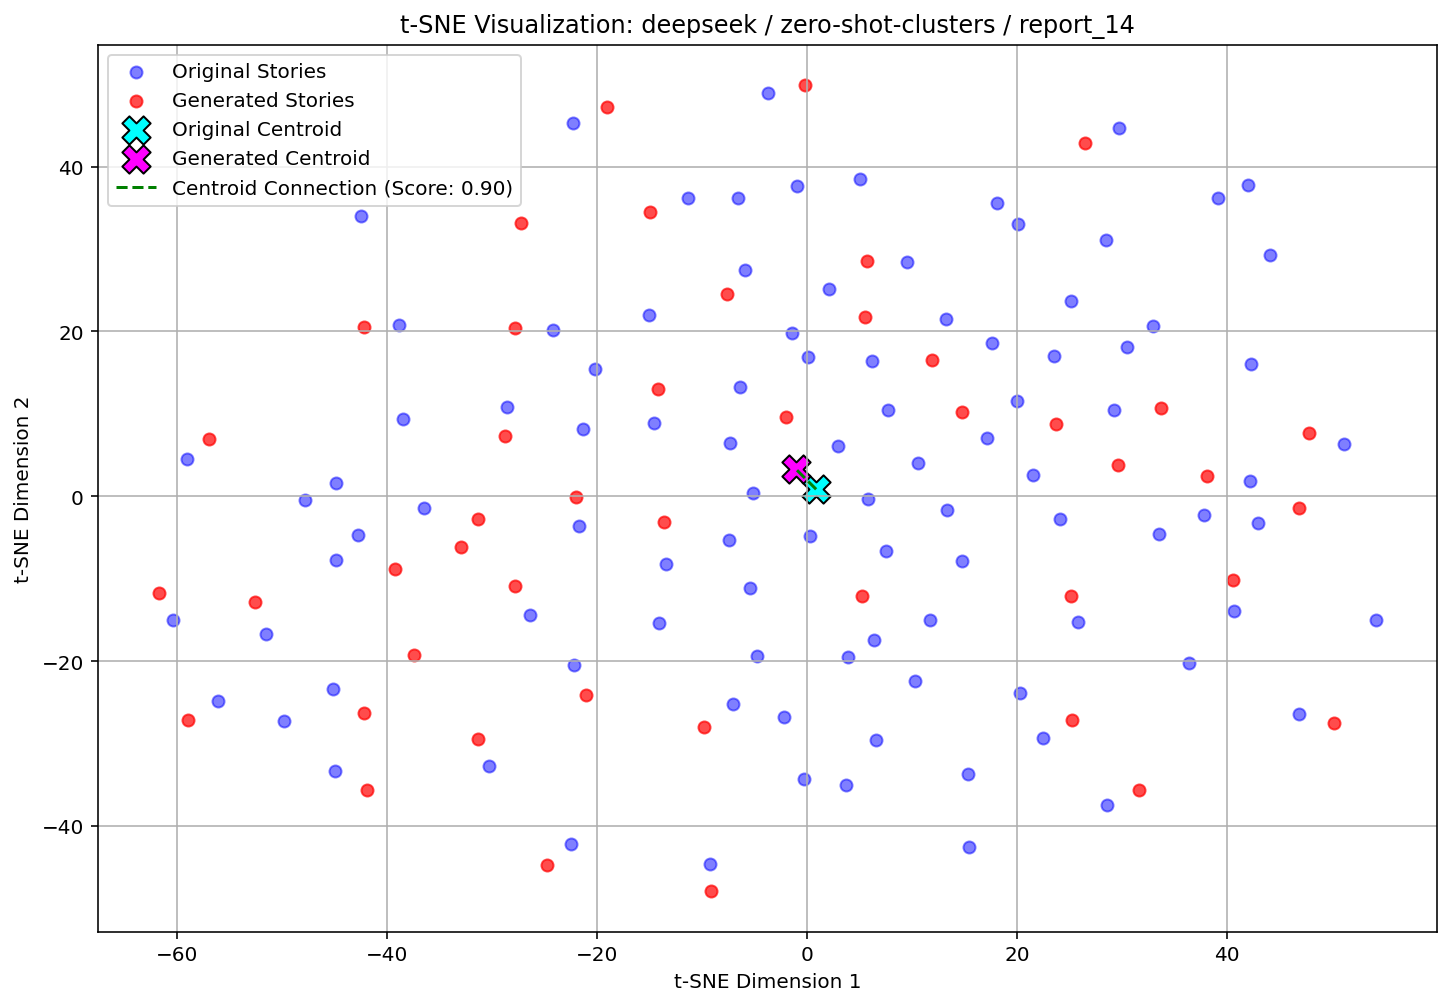 t-SNE Visualization: deepseek / zero-shot-clusters / report_14
Original Stories
Generated Stories
Original Centroid
Generated Centroid
Centroid Connection (Score: 0.90)
40
20
0
−20
−40
t-SNE Dimension 2
−60
−40
−20
0
20
40
t-SNE Dimension 1